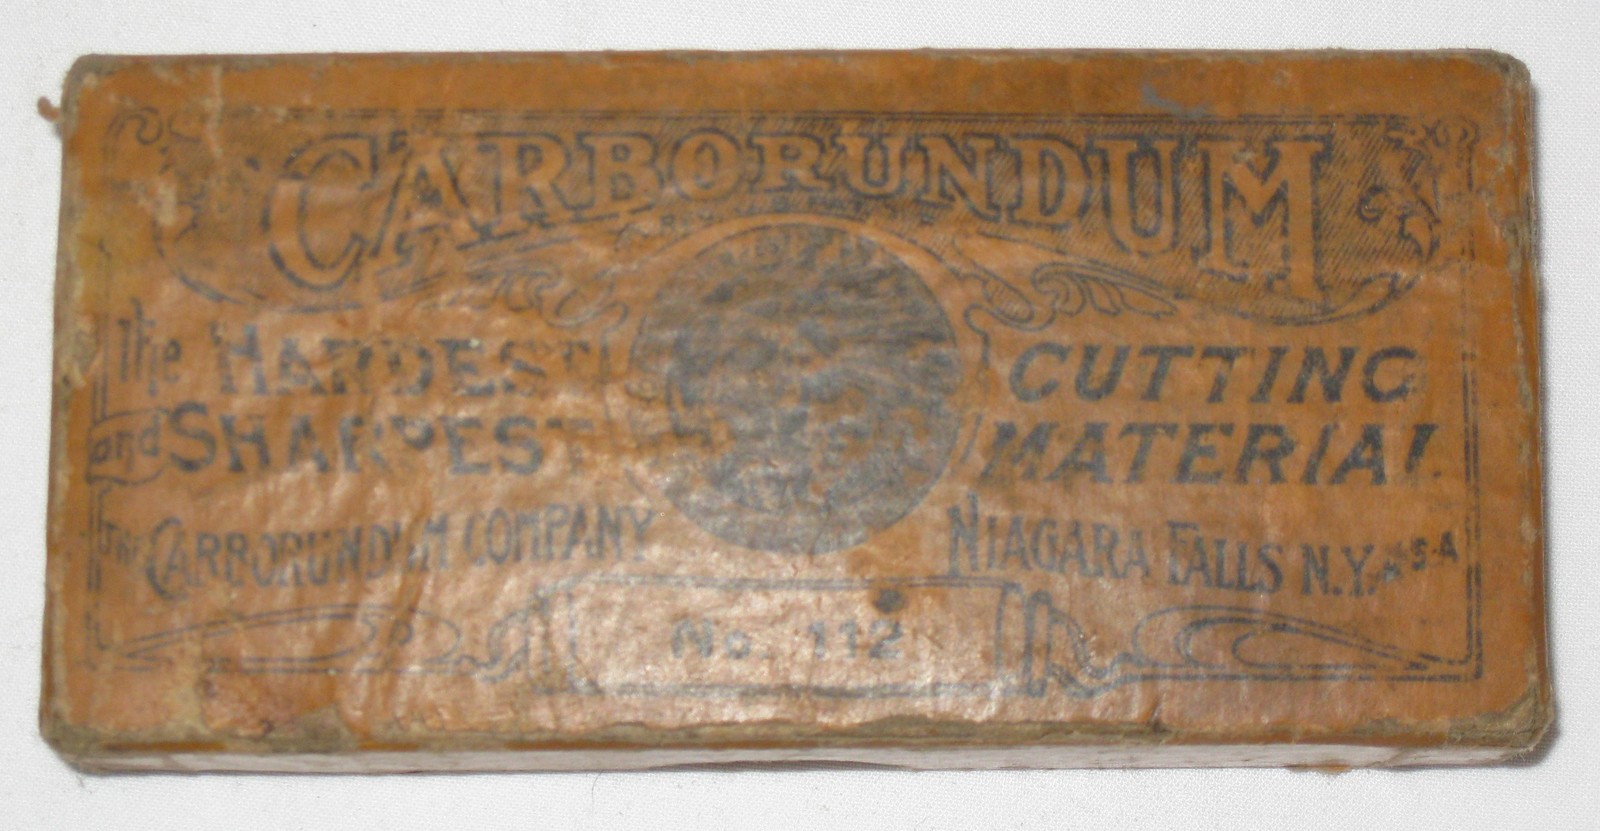 CARBORUNDUM
The HARDEST CUTTING
and SHARPEST MATERIAL
THE CARBORUNDUM COMPANY NIAGARA FALLS N.Y. U.S.A
No. 112